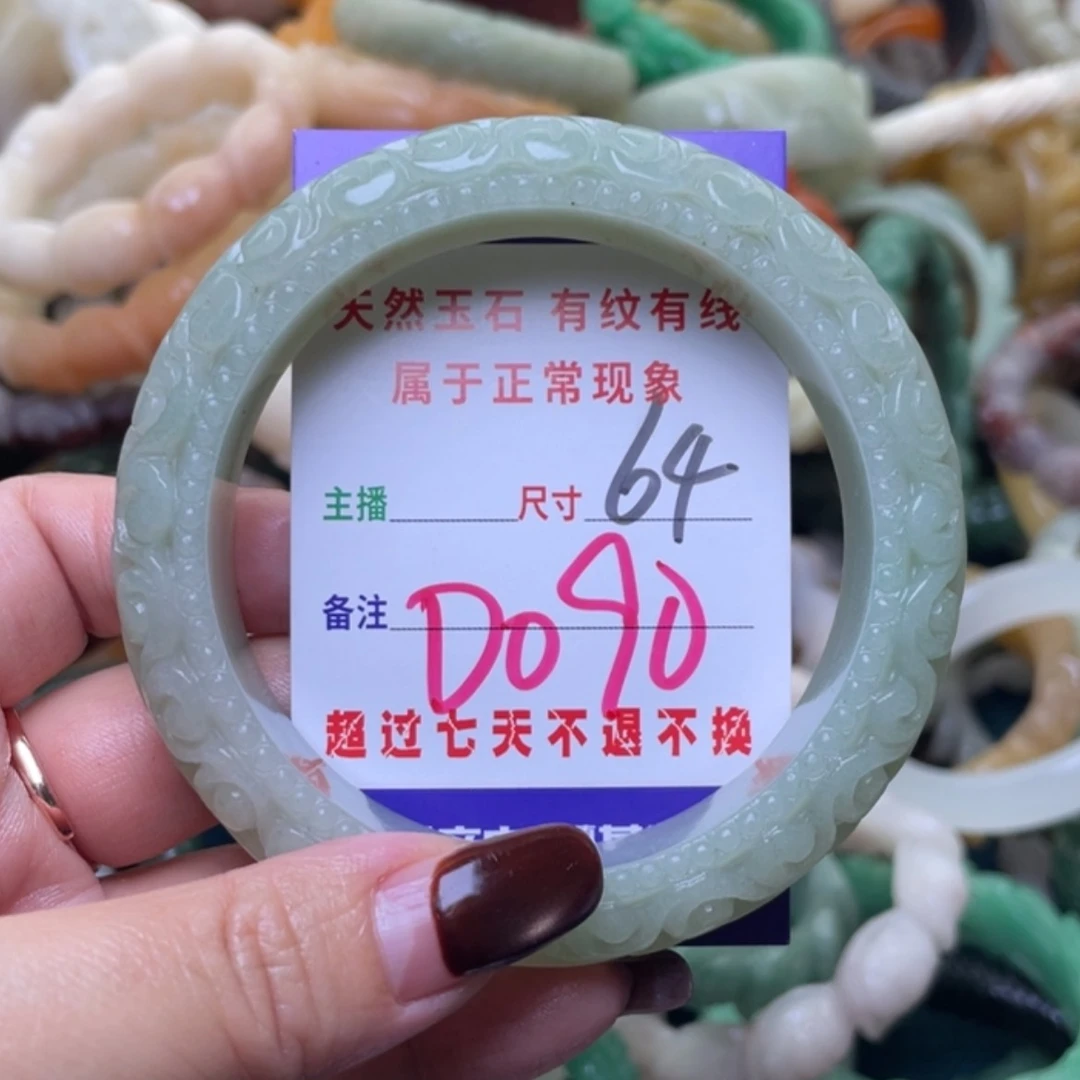 天然玉石 有纹有线
属于正常现象
主播 尺寸 64
备注 Do90
超过七天不退不换